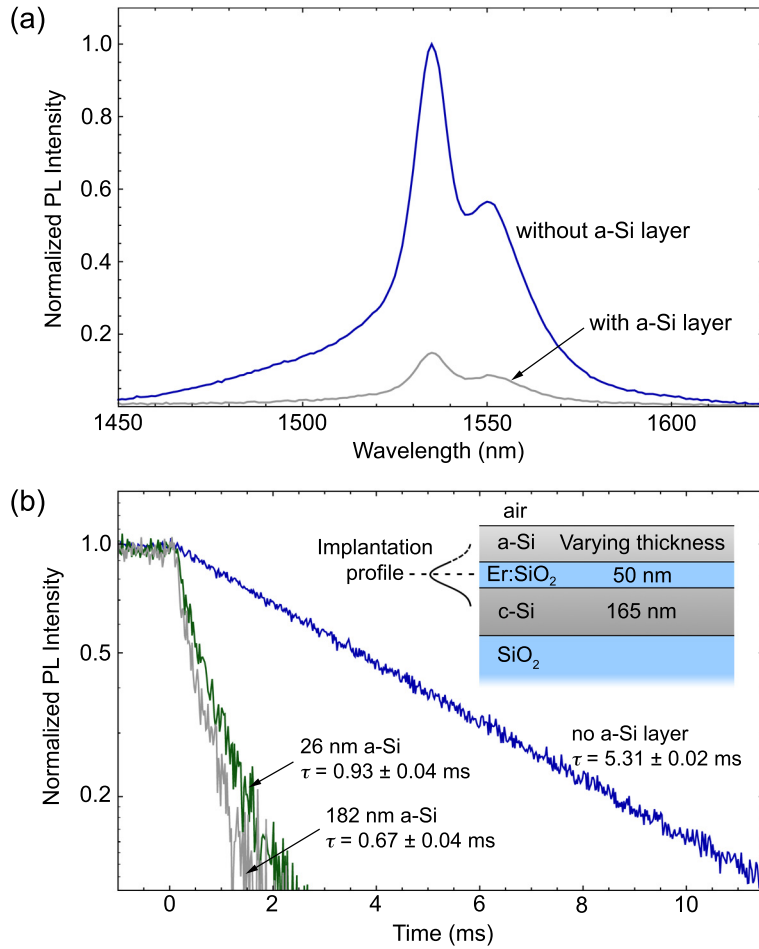 (a)
Normalized PL Intensity
1.0
0.8
0.6
0.4
0.2
without a-Si layer
with a-Si layer
1450
1500
1550
1600
Wavelength (nm)
(b)
Normalized PL Intensity
1.0
0.5
0.2
Implantation
profile
air
a-Si Varying thickness
Er:SiO₂ 50 nm
c-Si 165 nm
SiO₂
no a-Si layer
τ = 5.31 ± 0.02 ms
26 nm a-Si
τ = 0.93 ± 0.04 ms
182 nm a-Si
τ = 0.67 ± 0.04 ms
0 2 4 6 8 10
Time (ms)